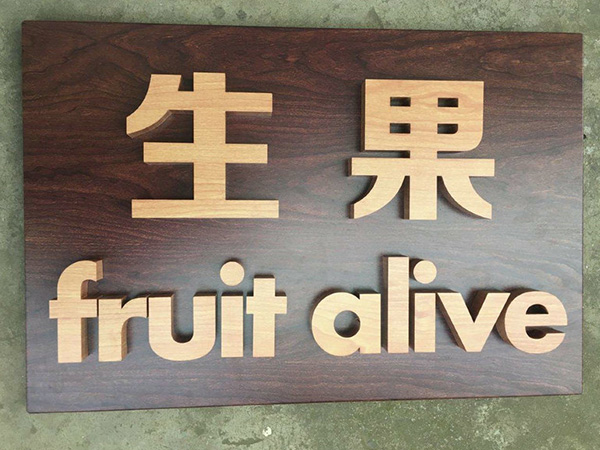 生果
fruit alive